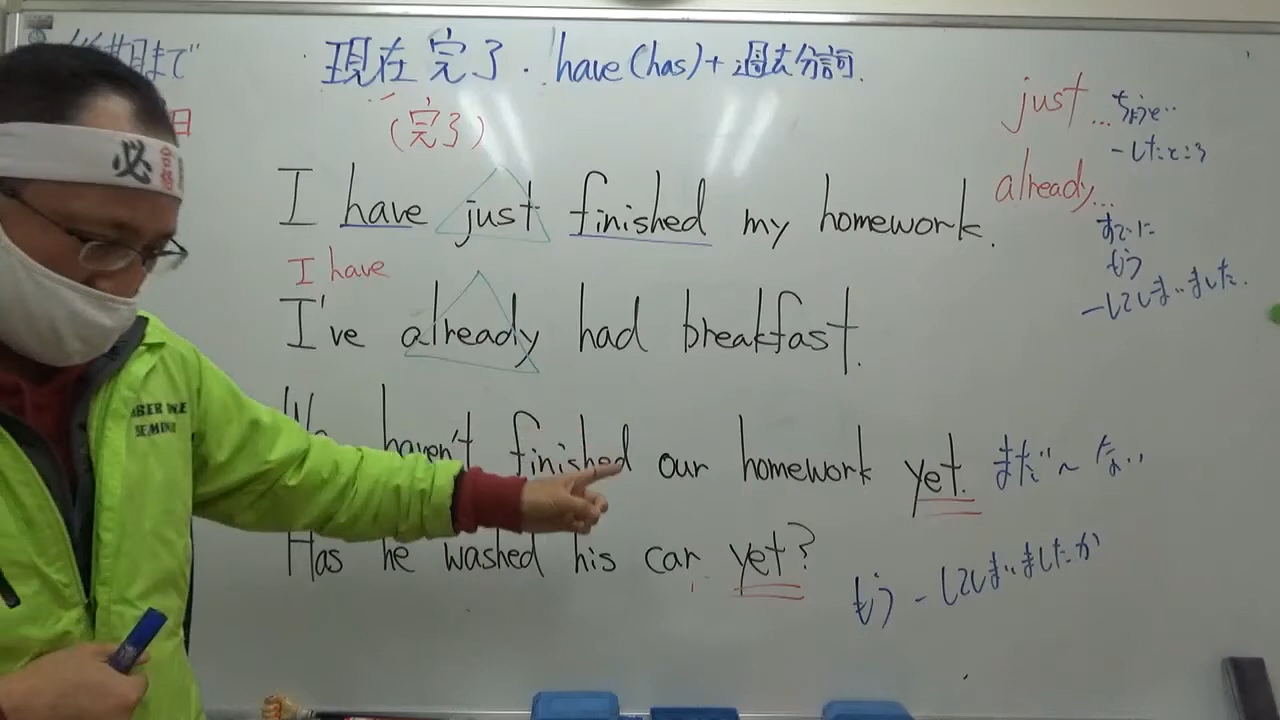 現在完了. have(has)+過去分詞.
(完了)
I have just finished my homework.
I have
I've already had breakfast.
haven't finished our homework yet. まだ~ない
Has he washed his car yet? もう -してしまいましたか
just...ちょうど
-したところ
already...
すでに
もう
-してしまいました.
まで
日
必
SEMIN